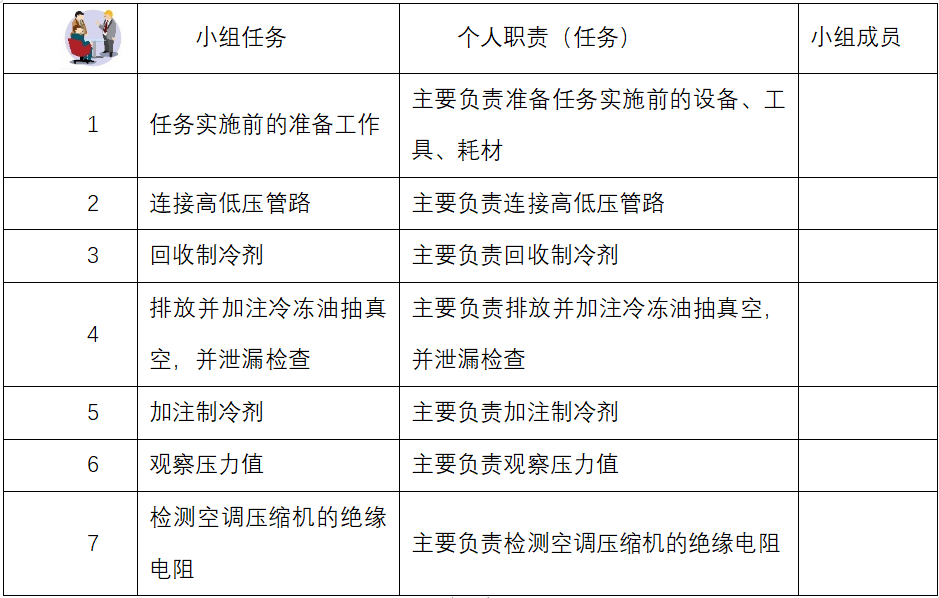 小组任务 个人职责（任务） 小组成员
1 任务实施前的准备工作 主要负责准备任务实施前的设备、工
具、耗材
2 连接高低压管路 主要负责连接高低压管路
3 回收制冷剂 主要负责回收制冷剂
4 排放并加注冷冻油抽真 主要负责排放并加注冷冻油抽真空，
空，并泄漏检查 并泄漏检查
5 加注制冷剂 主要负责加注制冷剂
6 观察压力值 主要负责观察压力值
7 检测空调压缩机的绝缘 主要负责检测空调压缩机的绝缘电阻
电阻